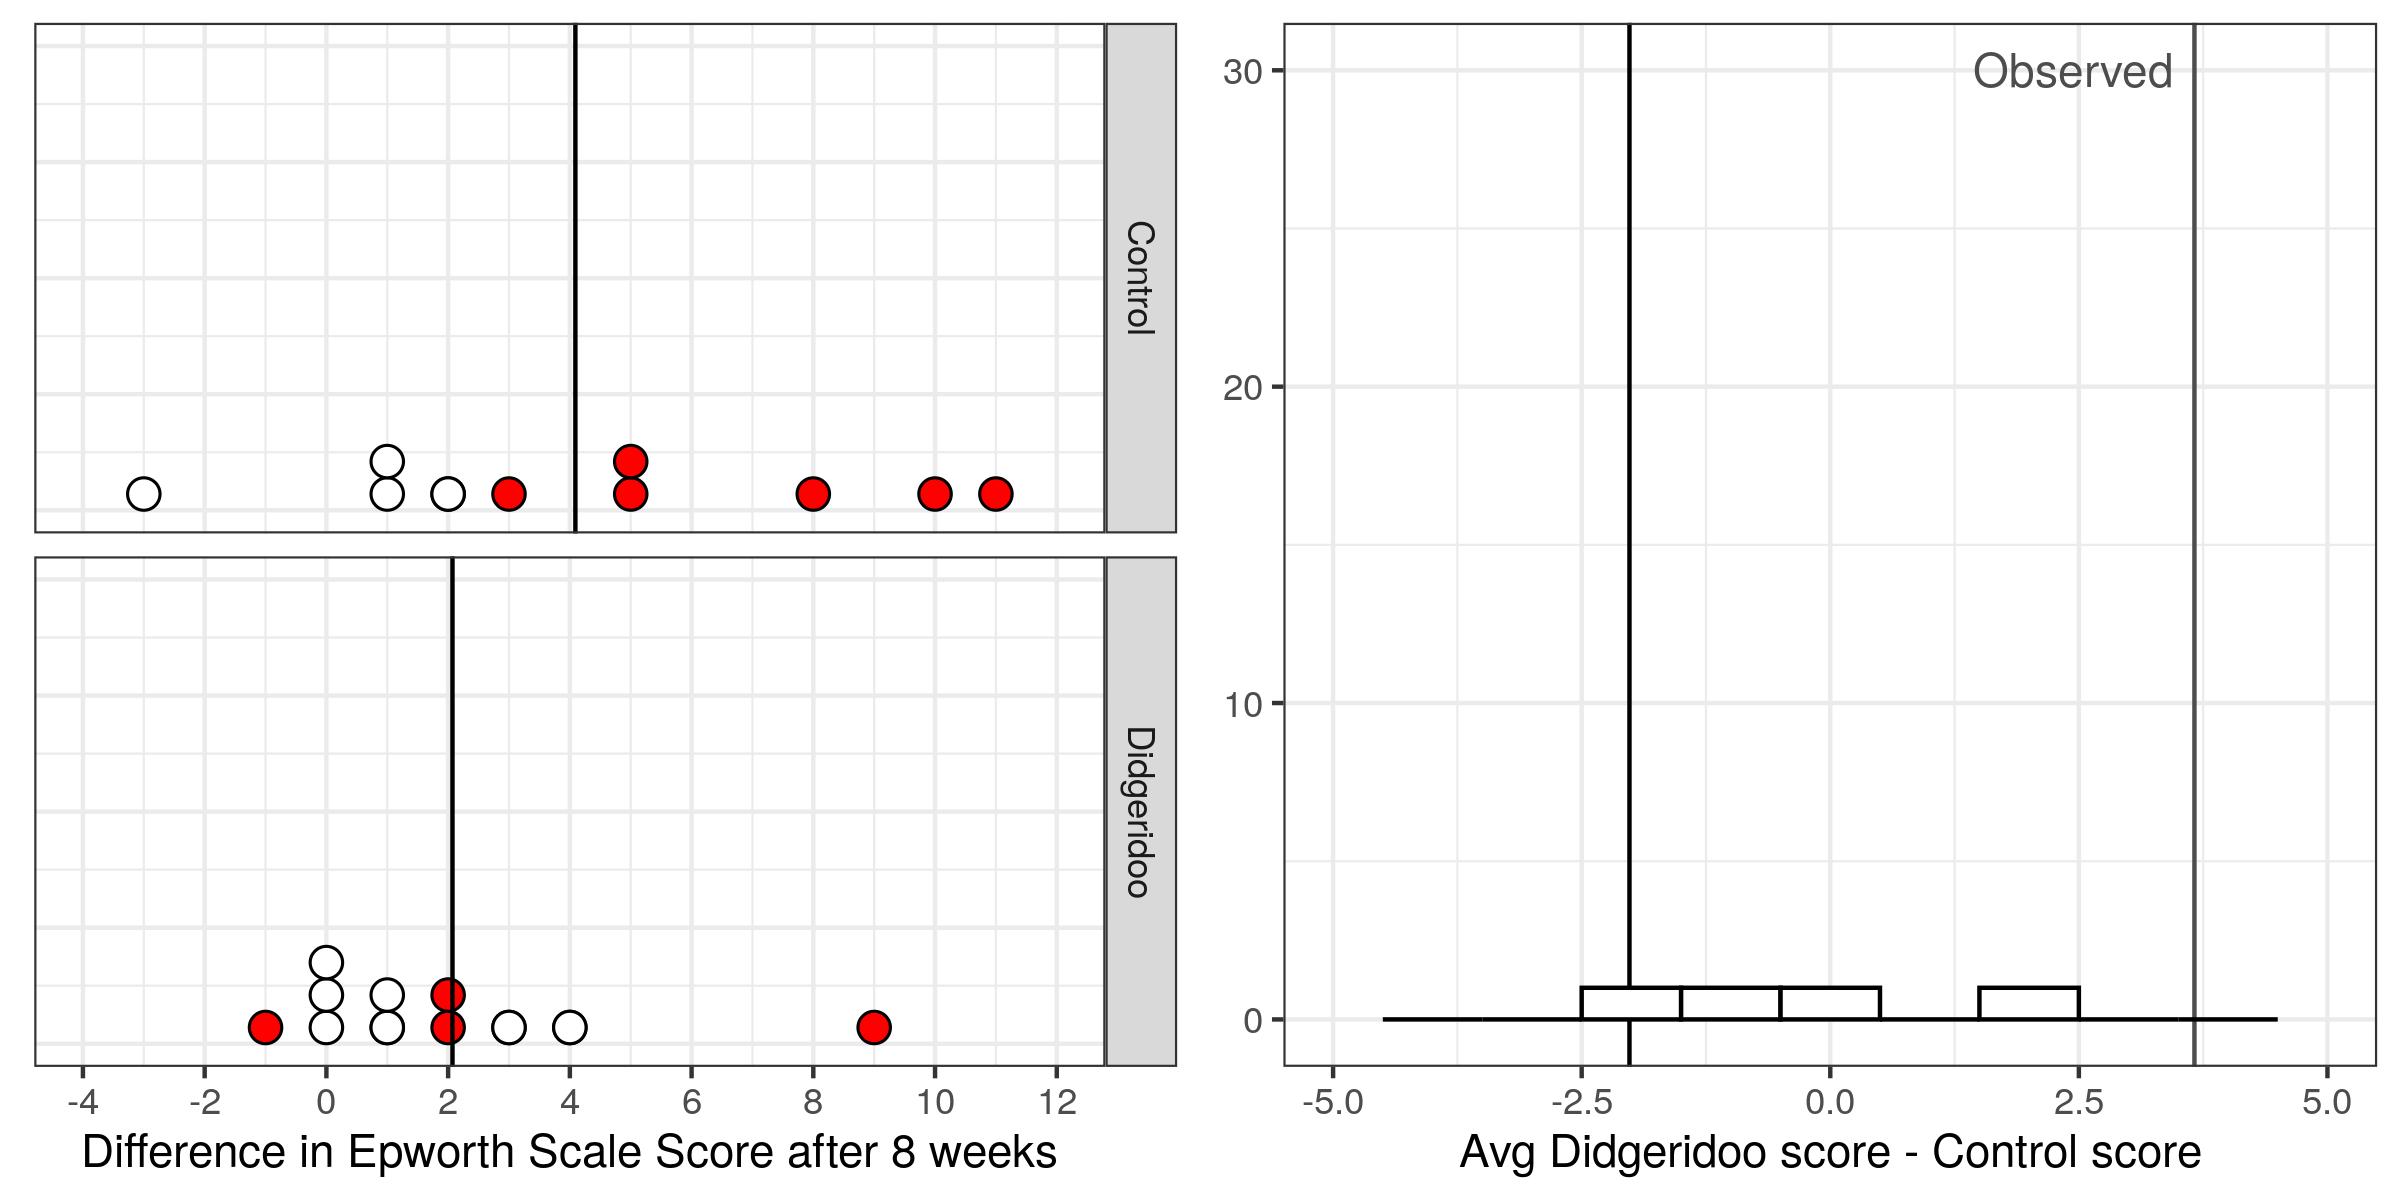 Control
Didgeridoo
-4 -2 0 2 4 6 8 10 12
Difference in Epworth Scale Score after 8 weeks
Observed
30
20
10
0
-5.0 -2.5 0.0 2.5 5.0
Avg Didgeridoo score - Control score